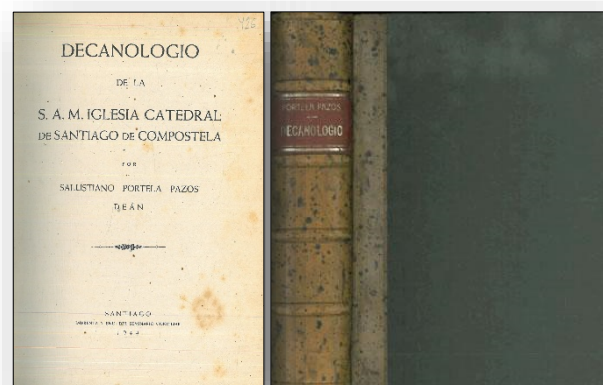 DECANOLOGIO
DE LA
S. A. M. IGLESIA CATEDRAL
DE SANTIAGO DE COMPOSTELA
POR
SALUSTIANO PORTELA PAZOS
DEÁN
SANTIAGO
PORTELA PAZOS
DECANOLOGIO